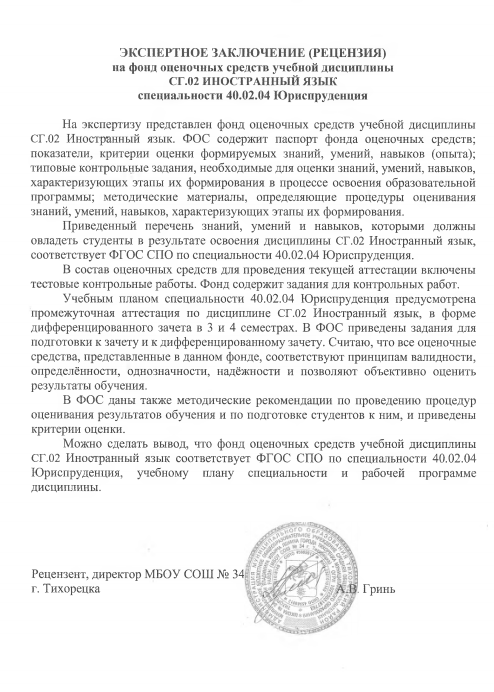 ЭКСПЕРТНОЕ ЗАКЛЮЧЕНИЕ (РЕЦЕНЗИЯ)
на фонд оценочных средств учебной дисциплины
СГ.02 ИНОСТРАННЫЙ ЯЗЫК
специальности 40.02.04 Юриспруденция
На экспертизу представлен фонд оценочных средств учебной дисциплины
СГ.02 Иностранный язык. ФОС содержит паспорт фонда оценочных средств;
показатели, критерии оценки формируемых знаний, умений, навыков (опыта);
типовые контрольные задания, необходимые для оценки знаний, умений, навыков,
характеризующих этапы их формирования в процессе освоения образовательной
программы; методические материалы, определяющие процедуры оценивания
знаний, умений, навыков, характеризующих этапы их формирования.
Приведенный перечень знаний, умений и навыков, которыми должны
овладеть студенты в результате освоения дисциплины СГ.02 Иностранный язык,
соответствует ФГОС СПО по специальности 40.02.04 Юриспруденция.
В состав оценочных средств для проведения текущей аттестации включены
тестовые контрольные работы. Фонд содержит задания для контрольных работ.
Учебным планом специальности 40.02.04 Юриспруденция предусмотрена
промежуточная аттестация по дисциплине СГ.02 Иностранный язык, в форме
дифференцированного зачета в 3 и 4 семестрах. В ФОС приведены задания для
подготовки к зачету и к дифференцированному зачету. Считаю, что все оценочные
средства, представленные в данном фонде, соответствуют принципам валидности,
определённости, однозначности, надёжности и позволяют объективно оценить
результаты обучения.
В ФОС даны также методические рекомендации по проведению процедур
оценивания результатов обучения и по подготовке студентов к ним, и приведены
критерии оценки.
Можно сделать вывод, что фонд оценочных средств учебной дисциплины
СГ.02 Иностранный язык соответствует ФГОС СПО по специальности 40.02.04
Юриспруденция, учебному плану специальности и рабочей программе
дисциплины.
Рецензент, директор МБОУ СОШ № 34
г. Тихорецка А.В. Гринь